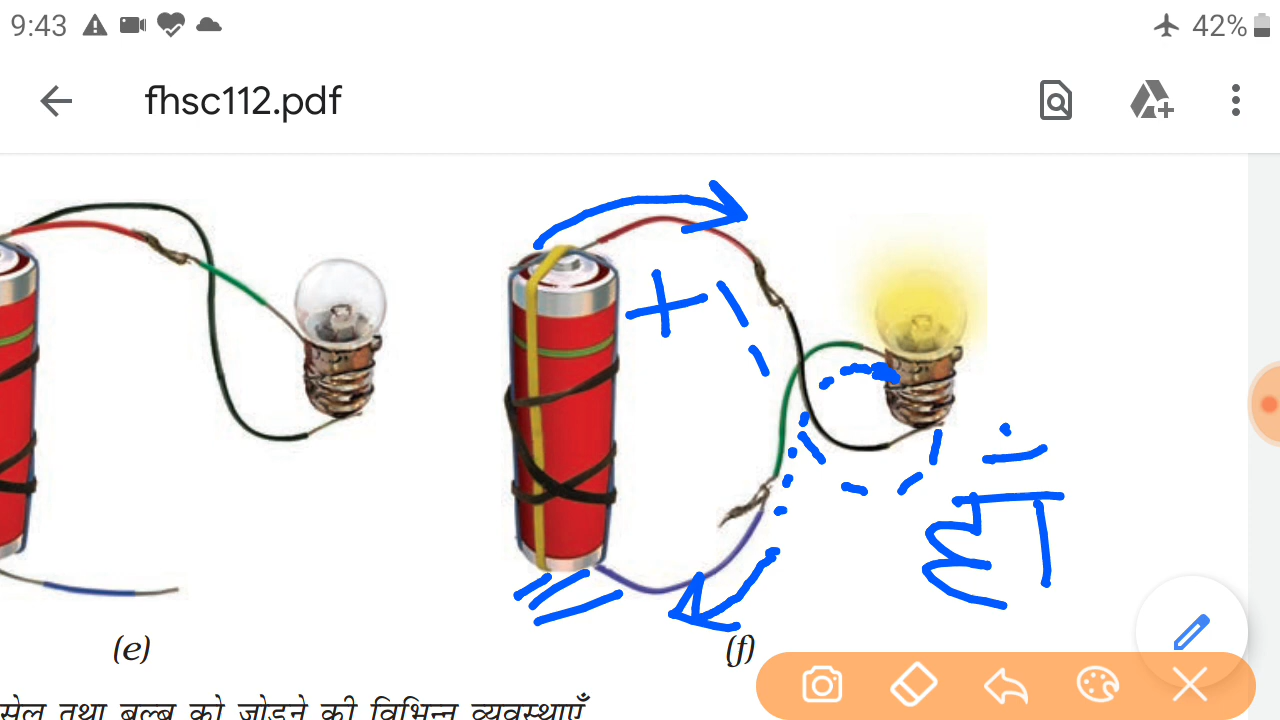 9:43 42%
fhsc112.pdf
+
हाँ
(e) (f)
सेल तथा बल्ब को जोड़ने की विभिन्न व्यवस्थाएँ